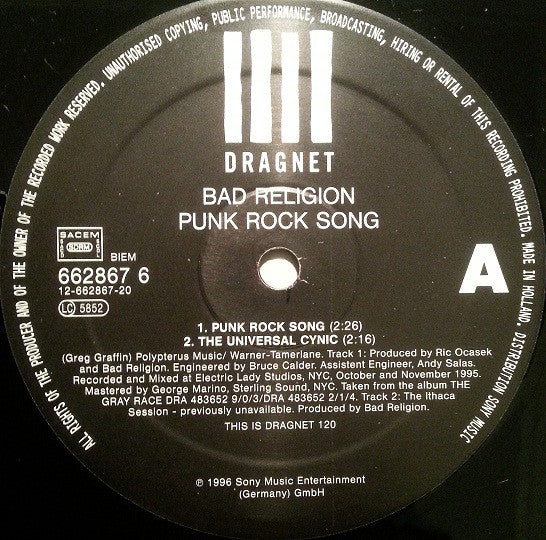 ALL RIGHTS OF THE PRODUCER AND OF THE OWNER OF THE RECORDED WORK RESERVED. UNAUTHORISED COPYING, PUBLIC PERFORMANCE, BROADCASTING, HIRING OR RENTAL OF THIS RECORDING PROHIBITED. MADE IN HOLLAND. DISTRIBUTION SONY MUSIC
DRAGNET
BAD RELIGION
PUNK ROCK SONG
SACEM
SACD
SDRM
SGDL
BIEM
662867 6
12-662867-20
LC 5852
A
1. PUNK ROCK SONG (2:26)
2. THE UNIVERSAL CYNIC (2:16)
(Greg Graffin) Polypterus Music/ Warner-Tamerlane. Track 1: Produced by Ric Ocasek
and Bad Religion. Engineered by Bruce Calder. Assistent Engineer, Andy Salas.
Recorded and Mixed at Electric Lady Studios, NYC, October and November 1995.
Mastered by George Marino, Sterling Sound, NYC. Taken from the album THE
GRAY RACE DRA 483652 9/0/3/DRA 483652 2/1/4. Track 2: The Ithaca
Session - previously unavailable. Produced by Bad Religion.
THIS IS DRAGNET 120
℗ 1996 Sony Music Entertainment
(Germany) GmbH